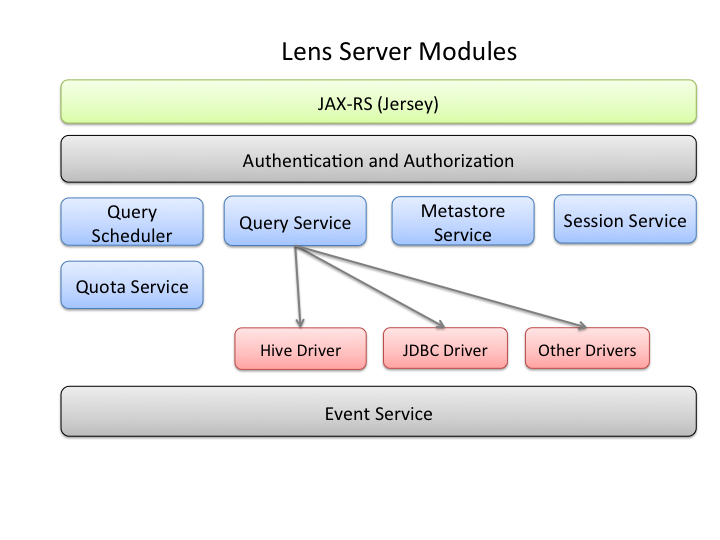 Lens Server Modules
JAX-RS (Jersey)
Authentication and Authorization
Query
Scheduler
Query Service
Metastore
Service
Session Service
Quota Service
Hive Driver
JDBC Driver
Other Drivers
Event Service